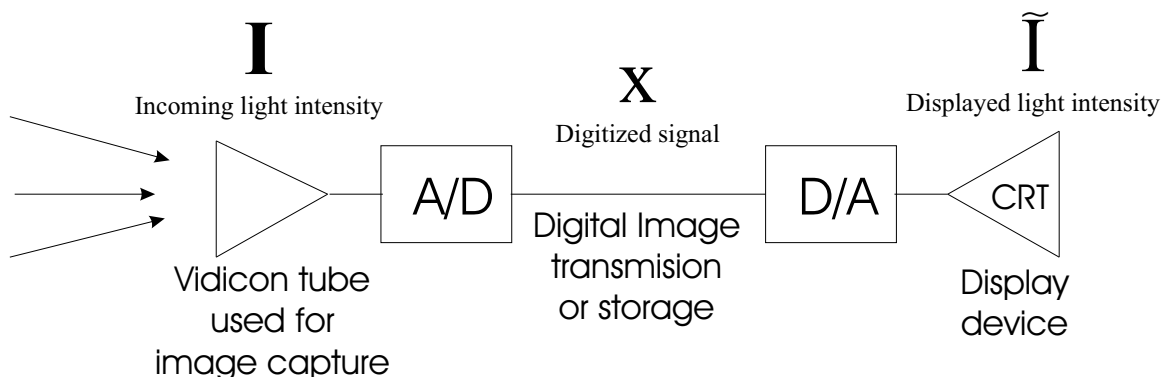 I
Incoming light intensity
X
Digitized signal
Ĩ
Displayed light intensity
A/D
D/A
CRT
Vidicon tube
used for
image capture
Digital Image
transmision
or storage
Display
device